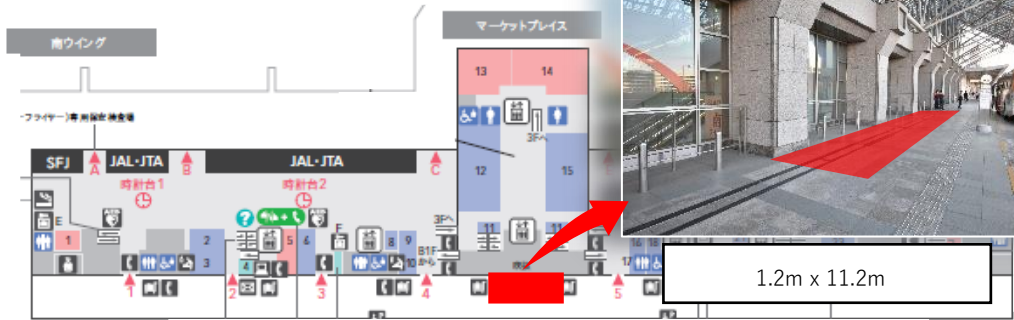 南ウイング
マーケットプレイス
フライヤー)専用保安検査場
SFJ
JAL・JTA
JAL・JTA
A
B
C
時計台1
時計台2
13
14
3Fへ
12
15
E
1
2
3
4
5
6
F
8
9
10
3Fへ
B1Fから
11
11
16
18
17
1
2
3
4
5
1.2m x 11.2m